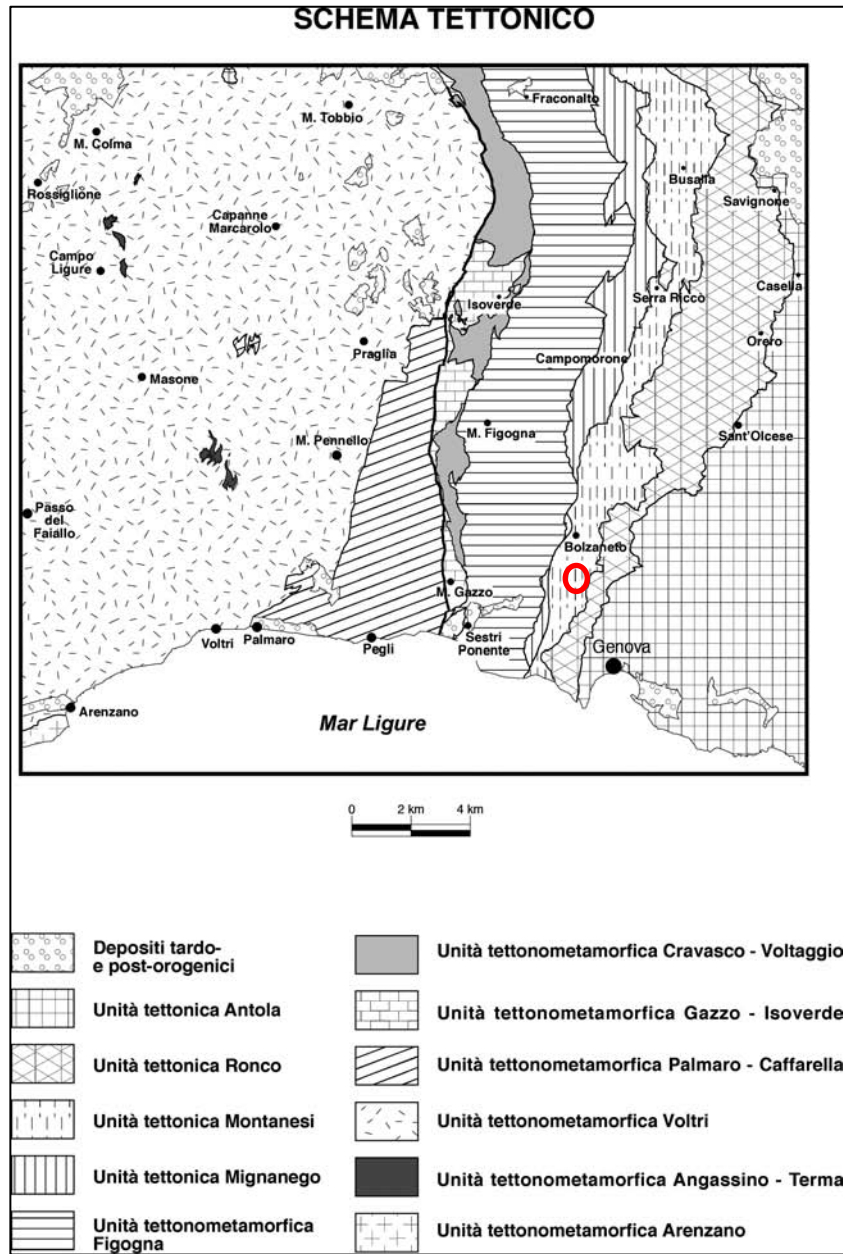 SCHEMA TETTONICO
Fraconalto
M. Tobbio
M. Colma
Busalla
Rossiglione
Savignone
Capanne
Marcarolo
Campo
Ligure
Casella
Isoverde
Serra Riccò
Orero
Praglia
Campomorone
Masone
M. Figogna
Sant'Olcese
M. Pennello
Passo
del
Faiallo
Bolzaneto
M. Gazzo
Voltri
Palmaro
Pegli
Sestri
Ponente
Genova
Arenzano
Mar Ligure
0 2 km 4 km
Depositi tardo-
e post-orogenici
Unità tettonica Antola
Unità tettonica Ronco
Unità tettonica Montanesi
Unità tettonica Mignanego
Unità tettonometamorfica
Figogna
Unità tettonometamorfica Cravasco - Voltaggio
Unità tettonometamorfica Gazzo - Isoverde
Unità tettonometamorfica Palmaro - Caffarella
Unità tettonometamorfica Voltri
Unità tettonometamorfica Angassino - Terma
Unità tettonometamorfica Arenzano